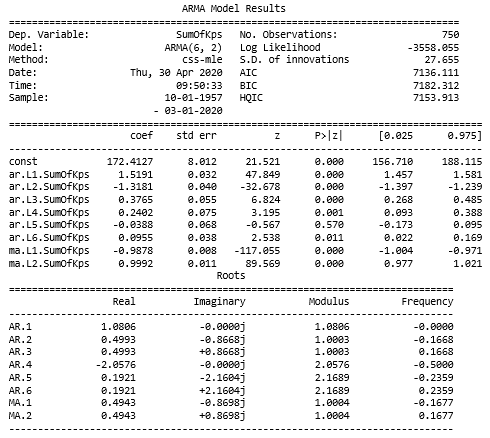 ARMA Model Results
Dep. Variable: SumOfKps No. Observations: 750
Model: ARMA(6, 2) Log Likelihood -3558.055
Method: css-mle S.D. of innovations 27.655
Date: Thu, 30 Apr 2020 AIC 7136.111
Time: 09:50:33 BIC 7182.312
Sample: 10-01-1957 HQIC 7153.913
- 03-01-2020
coef std err z P>|z| [0.025 0.975]
const 172.4127 8.012 21.521 0.000 156.710 188.115
ar.L1.SumOfKps 1.5191 0.032 47.849 0.000 1.457 1.581
ar.L2.SumOfKps -1.3181 0.040 -32.678 0.000 -1.397 -1.239
ar.L3.SumOfKps 0.3765 0.055 6.824 0.000 0.268 0.485
ar.L4.SumOfKps 0.2402 0.075 3.195 0.001 0.093 0.388
ar.L5.SumOfKps -0.0388 0.068 -0.567 0.570 -0.173 0.095
ar.L6.SumOfKps 0.0955 0.038 2.538 0.011 0.022 0.169
ma.L1.SumOfKps -0.9878 0.008 -117.055 0.000 -1.004 -0.971
ma.L2.SumOfKps 0.9992 0.011 89.569 0.000 0.977 1.021
Roots
Real Imaginary Modulus Frequency
AR.1 1.0806 -0.0000j 1.0806 -0.0000
AR.2 0.4993 -0.8668j 1.0003 -0.1668
AR.3 0.4993 +0.8668j 1.0003 0.1668
AR.4 -2.0576 -0.0000j 2.0576 -0.5000
AR.5 0.1921 -2.1604j 2.1689 -0.2359
AR.6 0.1921 +2.1604j 2.1689 0.2359
MA.1 0.4943 -0.8698j 1.0004 -0.1677
MA.2 0.4943 +0.8698j 1.0004 0.1677